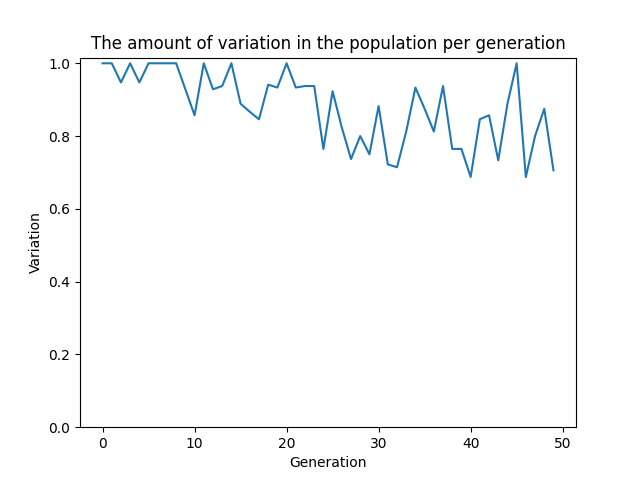 The amount of variation in the population per generation
1.0
0.8
0.6
0.4
0.2
0.0
Variation
0 10 20 30 40 50
Generation